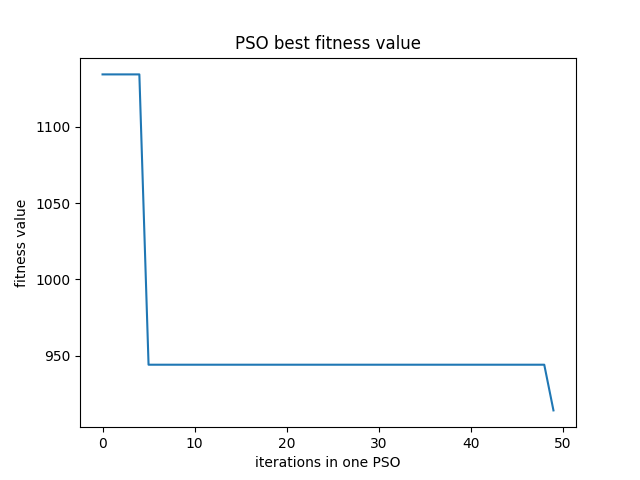 PSO best fitness value
fitness value
1100
1050
1000
950
0 10 20 30 40 50
iterations in one PSO